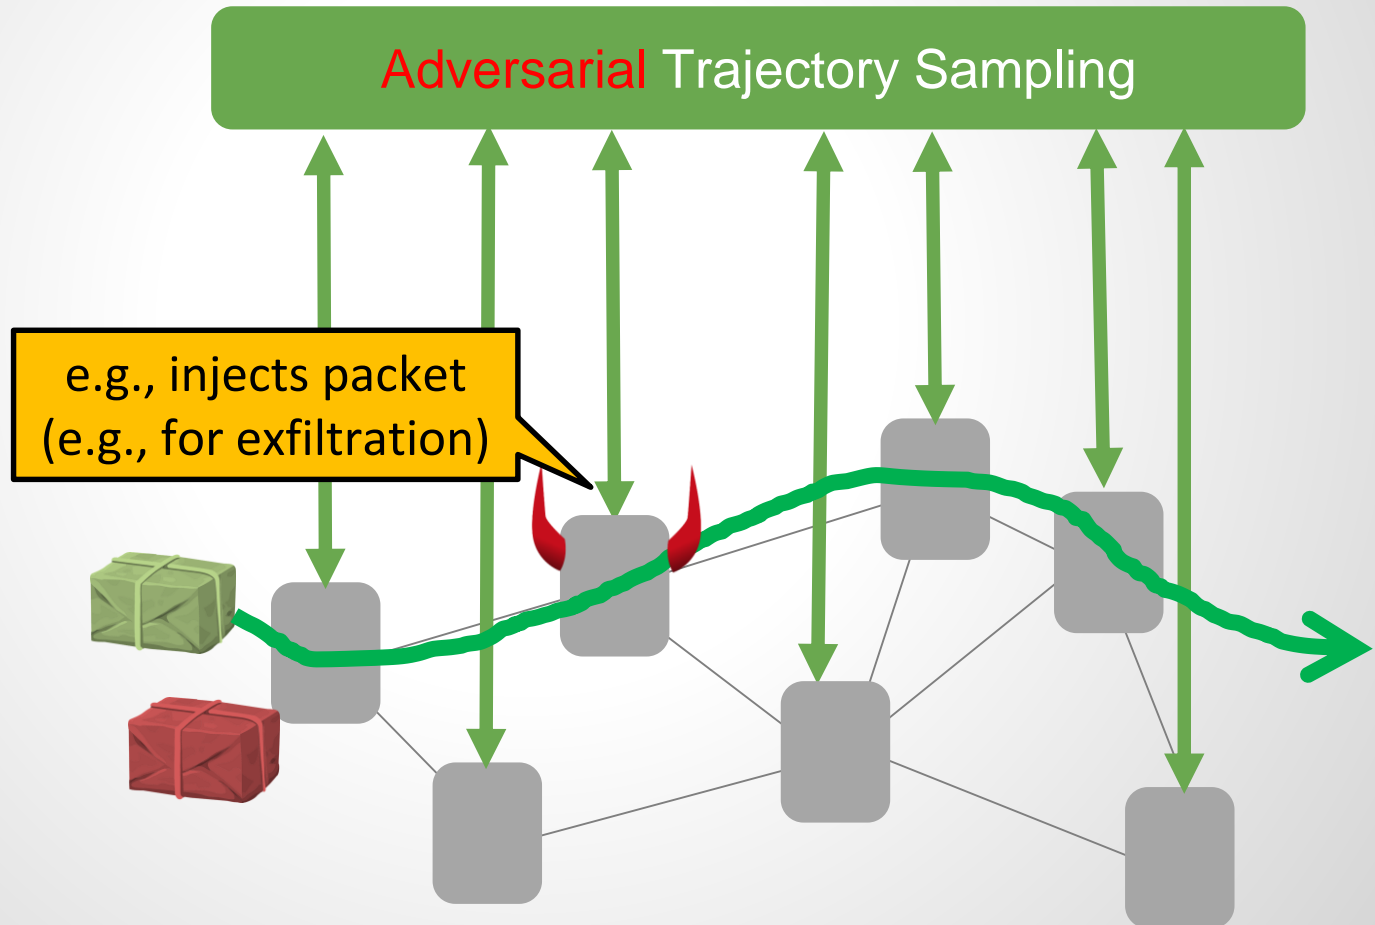 Adversarial Trajectory Sampling
e.g., injects packet
(e.g., for exfiltration)